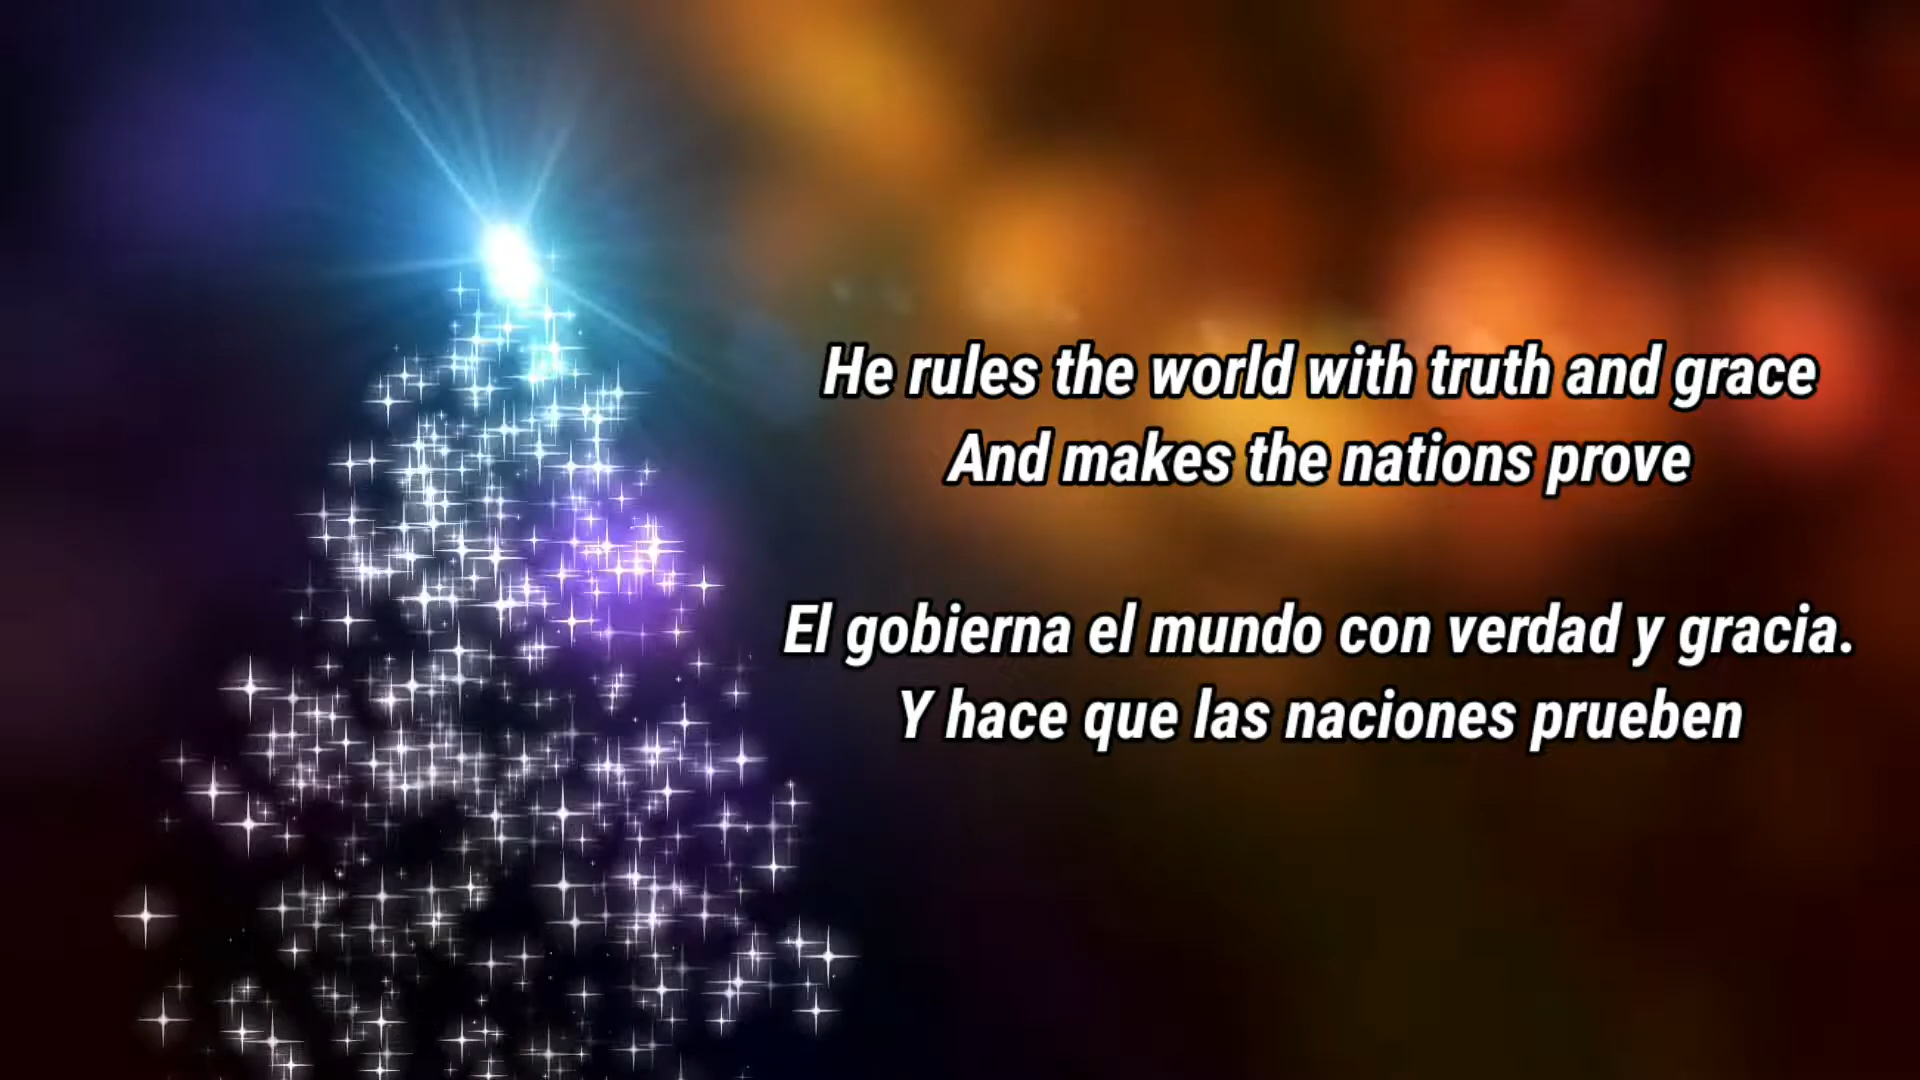 He rules the world with truth and grace
And makes the nations prove
El gobierna el mundo con verdad y gracia.
Y hace que las naciones prueben